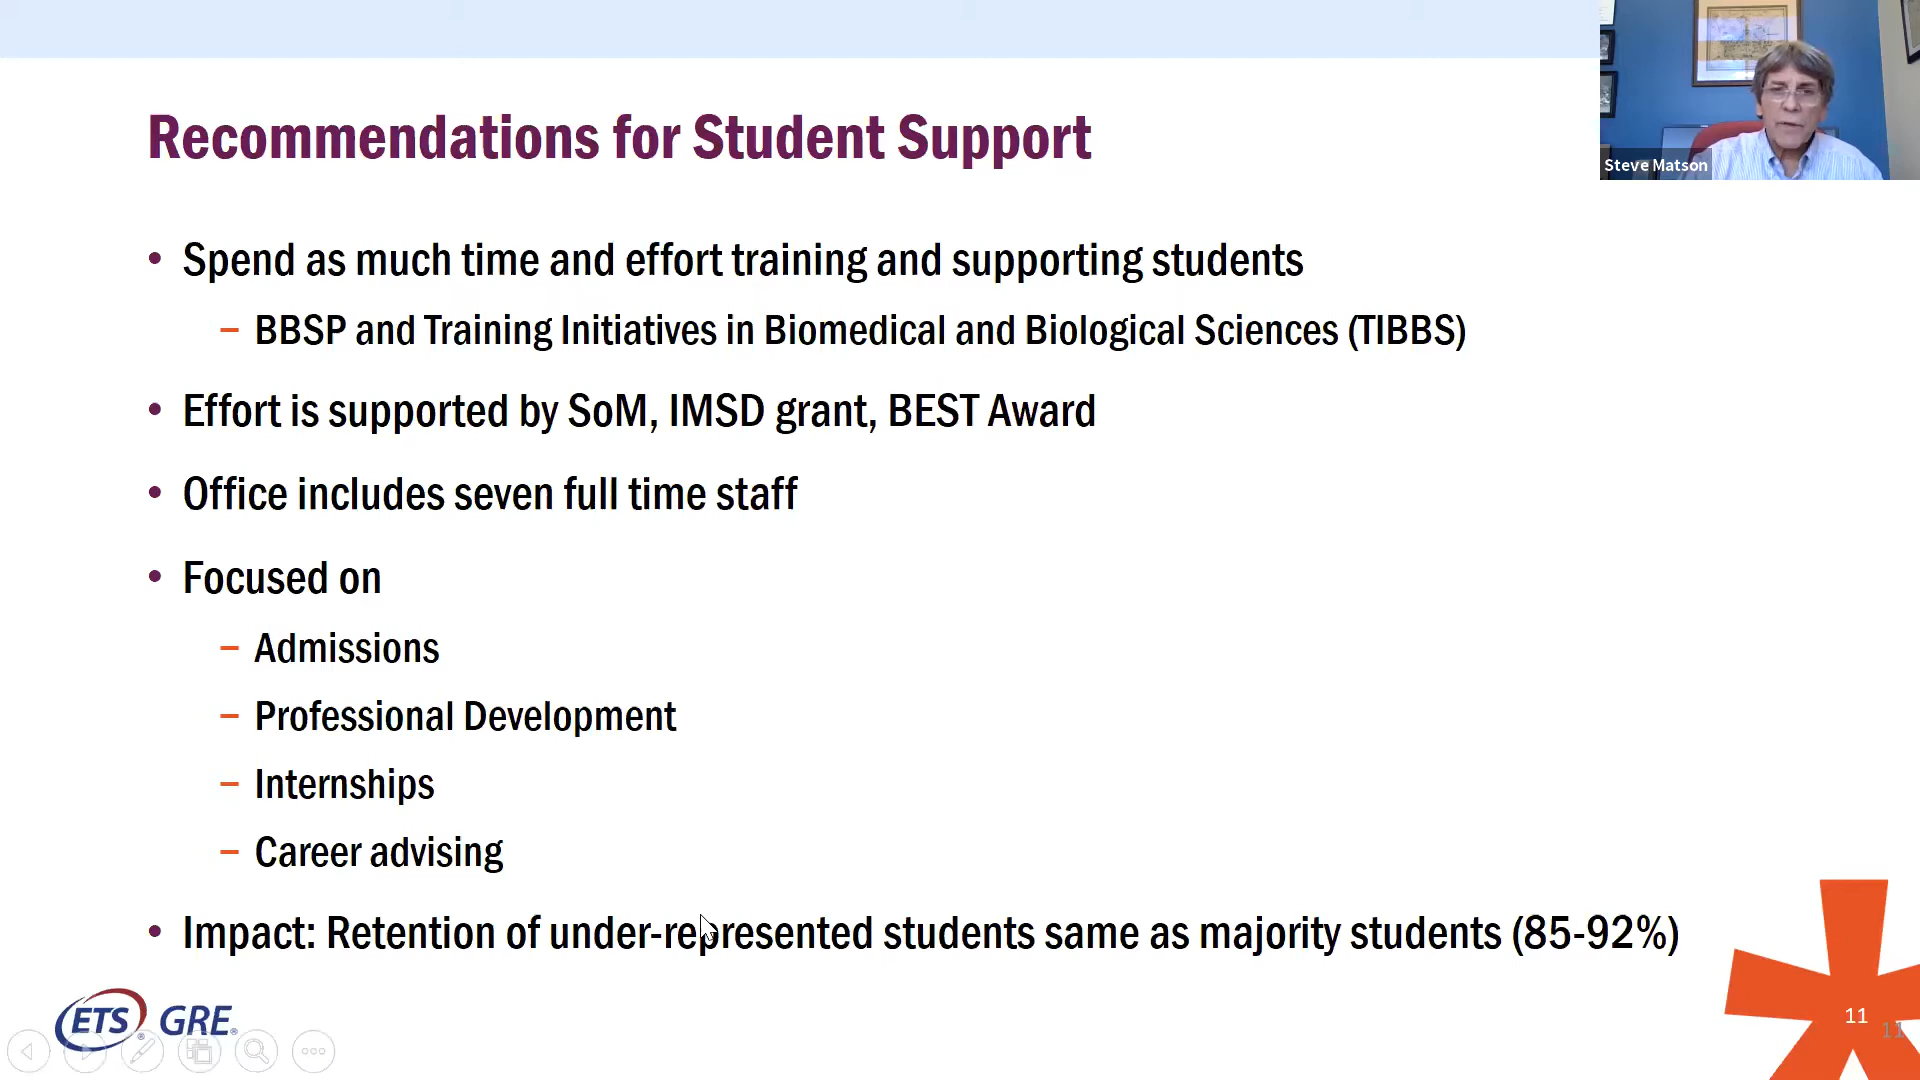 Recommendations for Student Support
Steve Matson
• Spend as much time and effort training and supporting students
– BBSP and Training Initiatives in Biomedical and Biological Sciences (TIBBS)
• Effort is supported by SoM, IMSD grant, BEST Award
• Office includes seven full time staff
• Focused on
– Admissions
– Professional Development
– Internships
– Career advising
• Impact: Retention of under-represented students same as majority students (85-92%)
ETS® GRE®
11
11